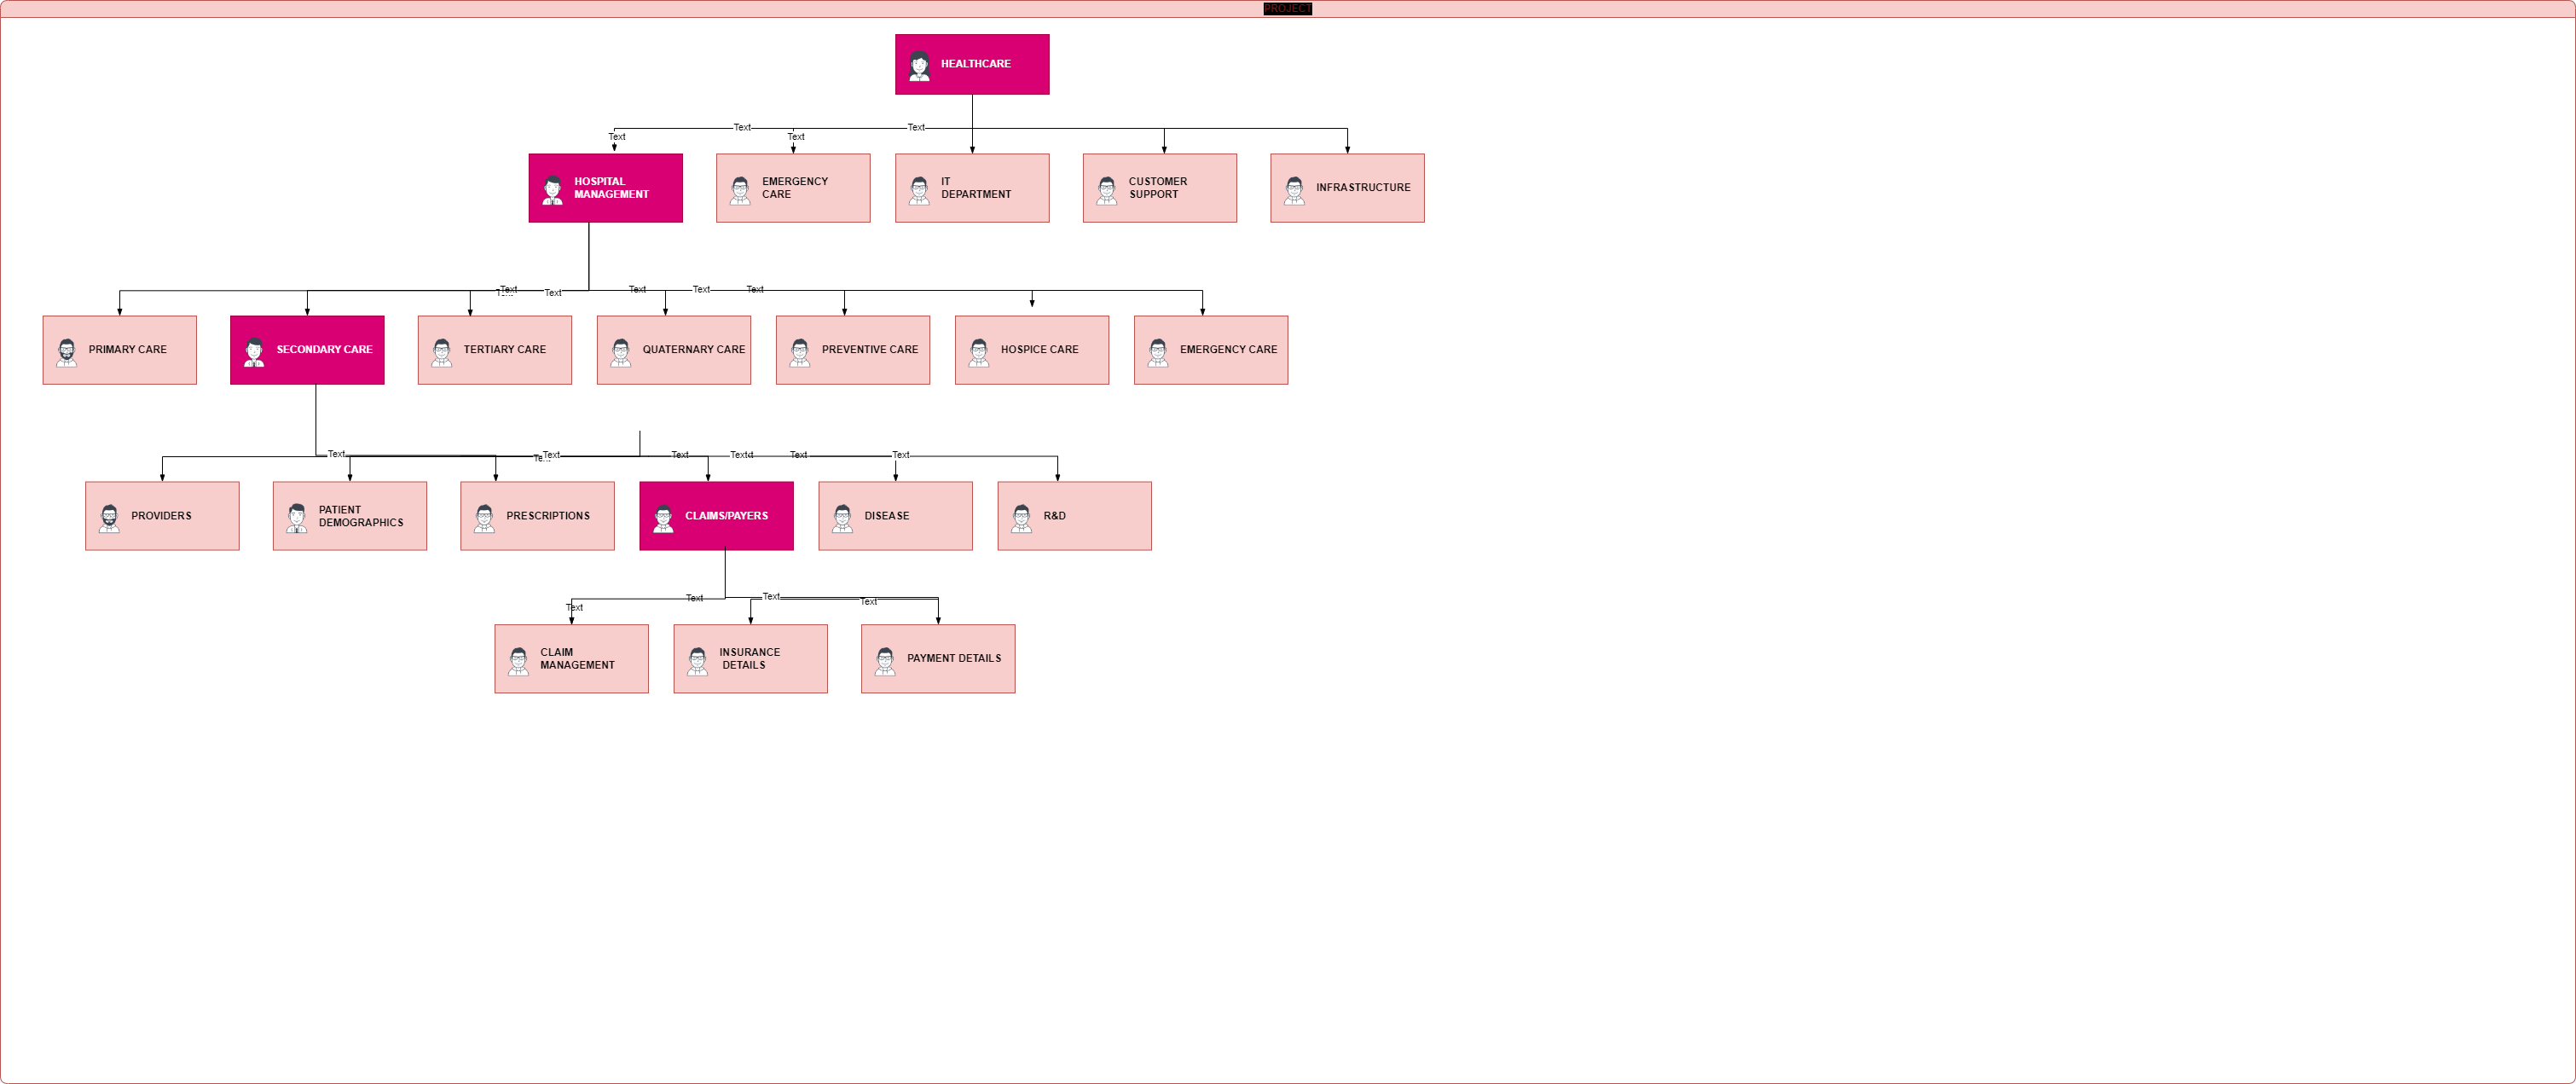 PROJECT
HEALTHCARE
Text
Text
Text
Text
HOSPITAL
MANAGEMENT
EMERGENCY
CARE
IT
DEPARTMENT
CUSTOMER
SUPPORT
INFRASTRUCTURE
Text
Text
Text
Text
Text
Text
PRIMARY CARE
SECONDARY CARE
TERTIARY CARE
QUATERNARY CARE
PREVENTIVE CARE
HOSPICE CARE
EMERGENCY CARE
Text
Text
Text
Text
Text
Text
PROVIDERS
PATIENT
DEMOGRAPHICS
PRESCRIPTIONS
CLAIMS/PAYERS
DISEASE
R&D
Text
Text
Text
Text
CLAIM
MANAGEMENT
INSURANCE
DETAILS
PAYMENT DETAILS